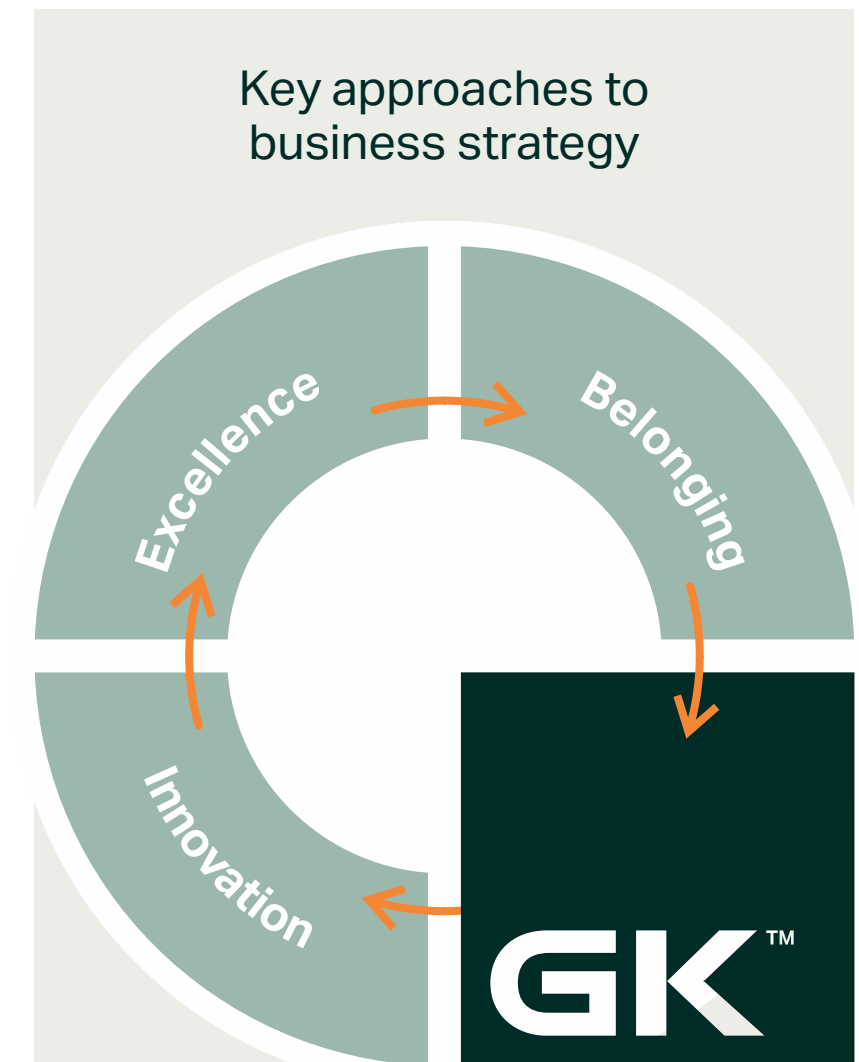 Key approaches to
business strategy
Excellence
Belonging
Innovation
GK™